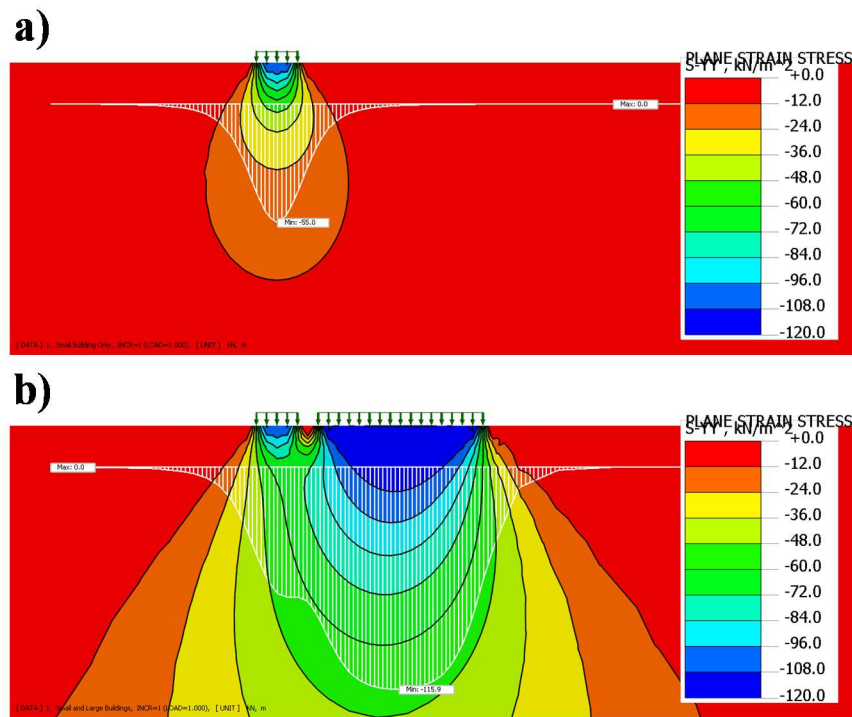 a)
PLANE STRAIN STRESS
S-YY , kN/m^2
+0.0
-12.0
-24.0
-36.0
-48.0
-60.0
-72.0
-84.0
-96.0
-108.0
-120.0
Max: 0.0
Min: -55.0
[ DATA ] 1, Small Building Only, INCR=1 (LOAD=1.000), [ UNIT ] kN, m
b)
PLANE STRAIN STRESS
S-YY , kN/m^2
+0.0
-12.0
-24.0
-36.0
-48.0
-60.0
-72.0
-84.0
-96.0
-108.0
-120.0
Max: 0.0
Min: -115.9
[ DATA ] 1, Small and Large Buildings, INCR=1 (LOAD=1.000), [ UNIT ] kN, m